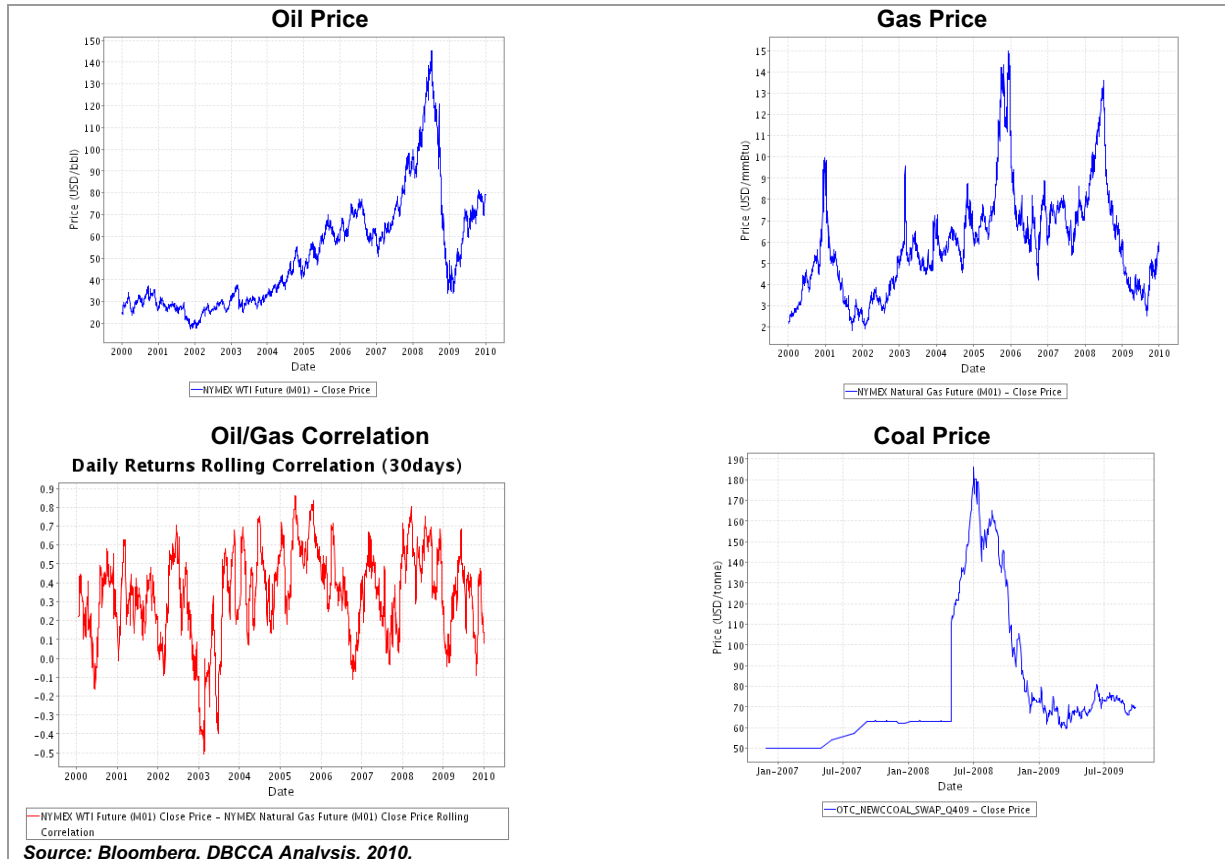 Oil Price
150
140
130
120
110
100
90
80
70
60
50
40
30
20
Price (USD/bbl)
2000 2001 2002 2003 2004 2005 2006 2007 2008 2009 2010
Date
NYMEX WTI Future (M01) - Close Price
Gas Price
15
14
13
12
11
10
9
8
7
6
5
4
3
2
Price (USD/mmBtu)
2000 2001 2002 2003 2004 2005 2006 2007 2008 2009 2010
Date
NYMEX Natural Gas Future (M01) - Close Price
Oil/Gas Correlation
Daily Returns Rolling Correlation (30days)
0.9
0.8
0.7
0.6
0.5
0.4
0.3
0.2
0.1
0.0
-0.1
-0.2
-0.3
-0.4
-0.5
2000 2001 2002 2003 2004 2005 2006 2007 2008 2009 2010
Date
NYMEX WTI Future (M01) Close Price - NYMEX Natural Gas Future (M01) Close Price Rolling
Correlation
Coal Price
190
180
170
160
150
140
130
120
110
100
90
80
70
60
50
Price (USD/tonne)
Jan-2007 Jul-2007 Jan-2008 Jul-2008 Jan-2009 Jul-2009
Date
OTC_NEWCCOAL_SWAP_Q409 - Close Price
Source: Bloomberg, DBCCA Analysis, 2010.